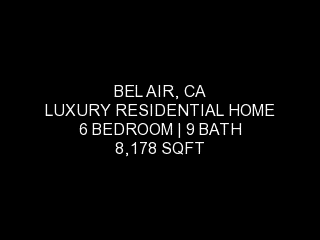 BEL AIR, CA
LUXURY RESIDENTIAL HOME
6 BEDROOM | 9 BATH
8,178 SQFT